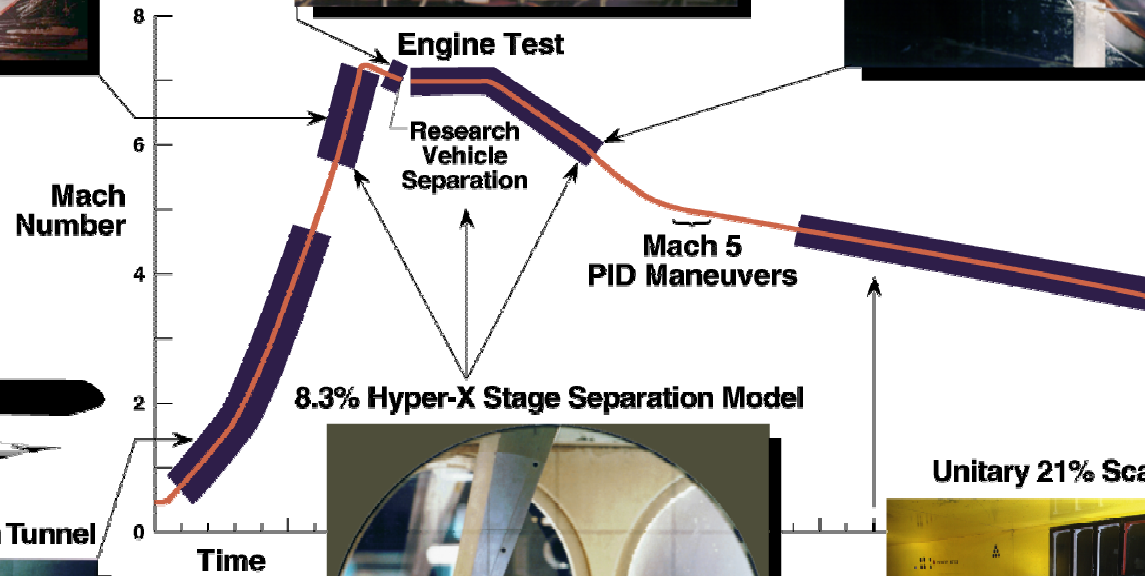 8
Engine Test
6
Research
Vehicle
Separation
Mach
Number
Mach 5
PID Maneuvers
4
8.3% Hyper-X Stage Separation Model
2
Unitary 21%
Tunnel
0
Time